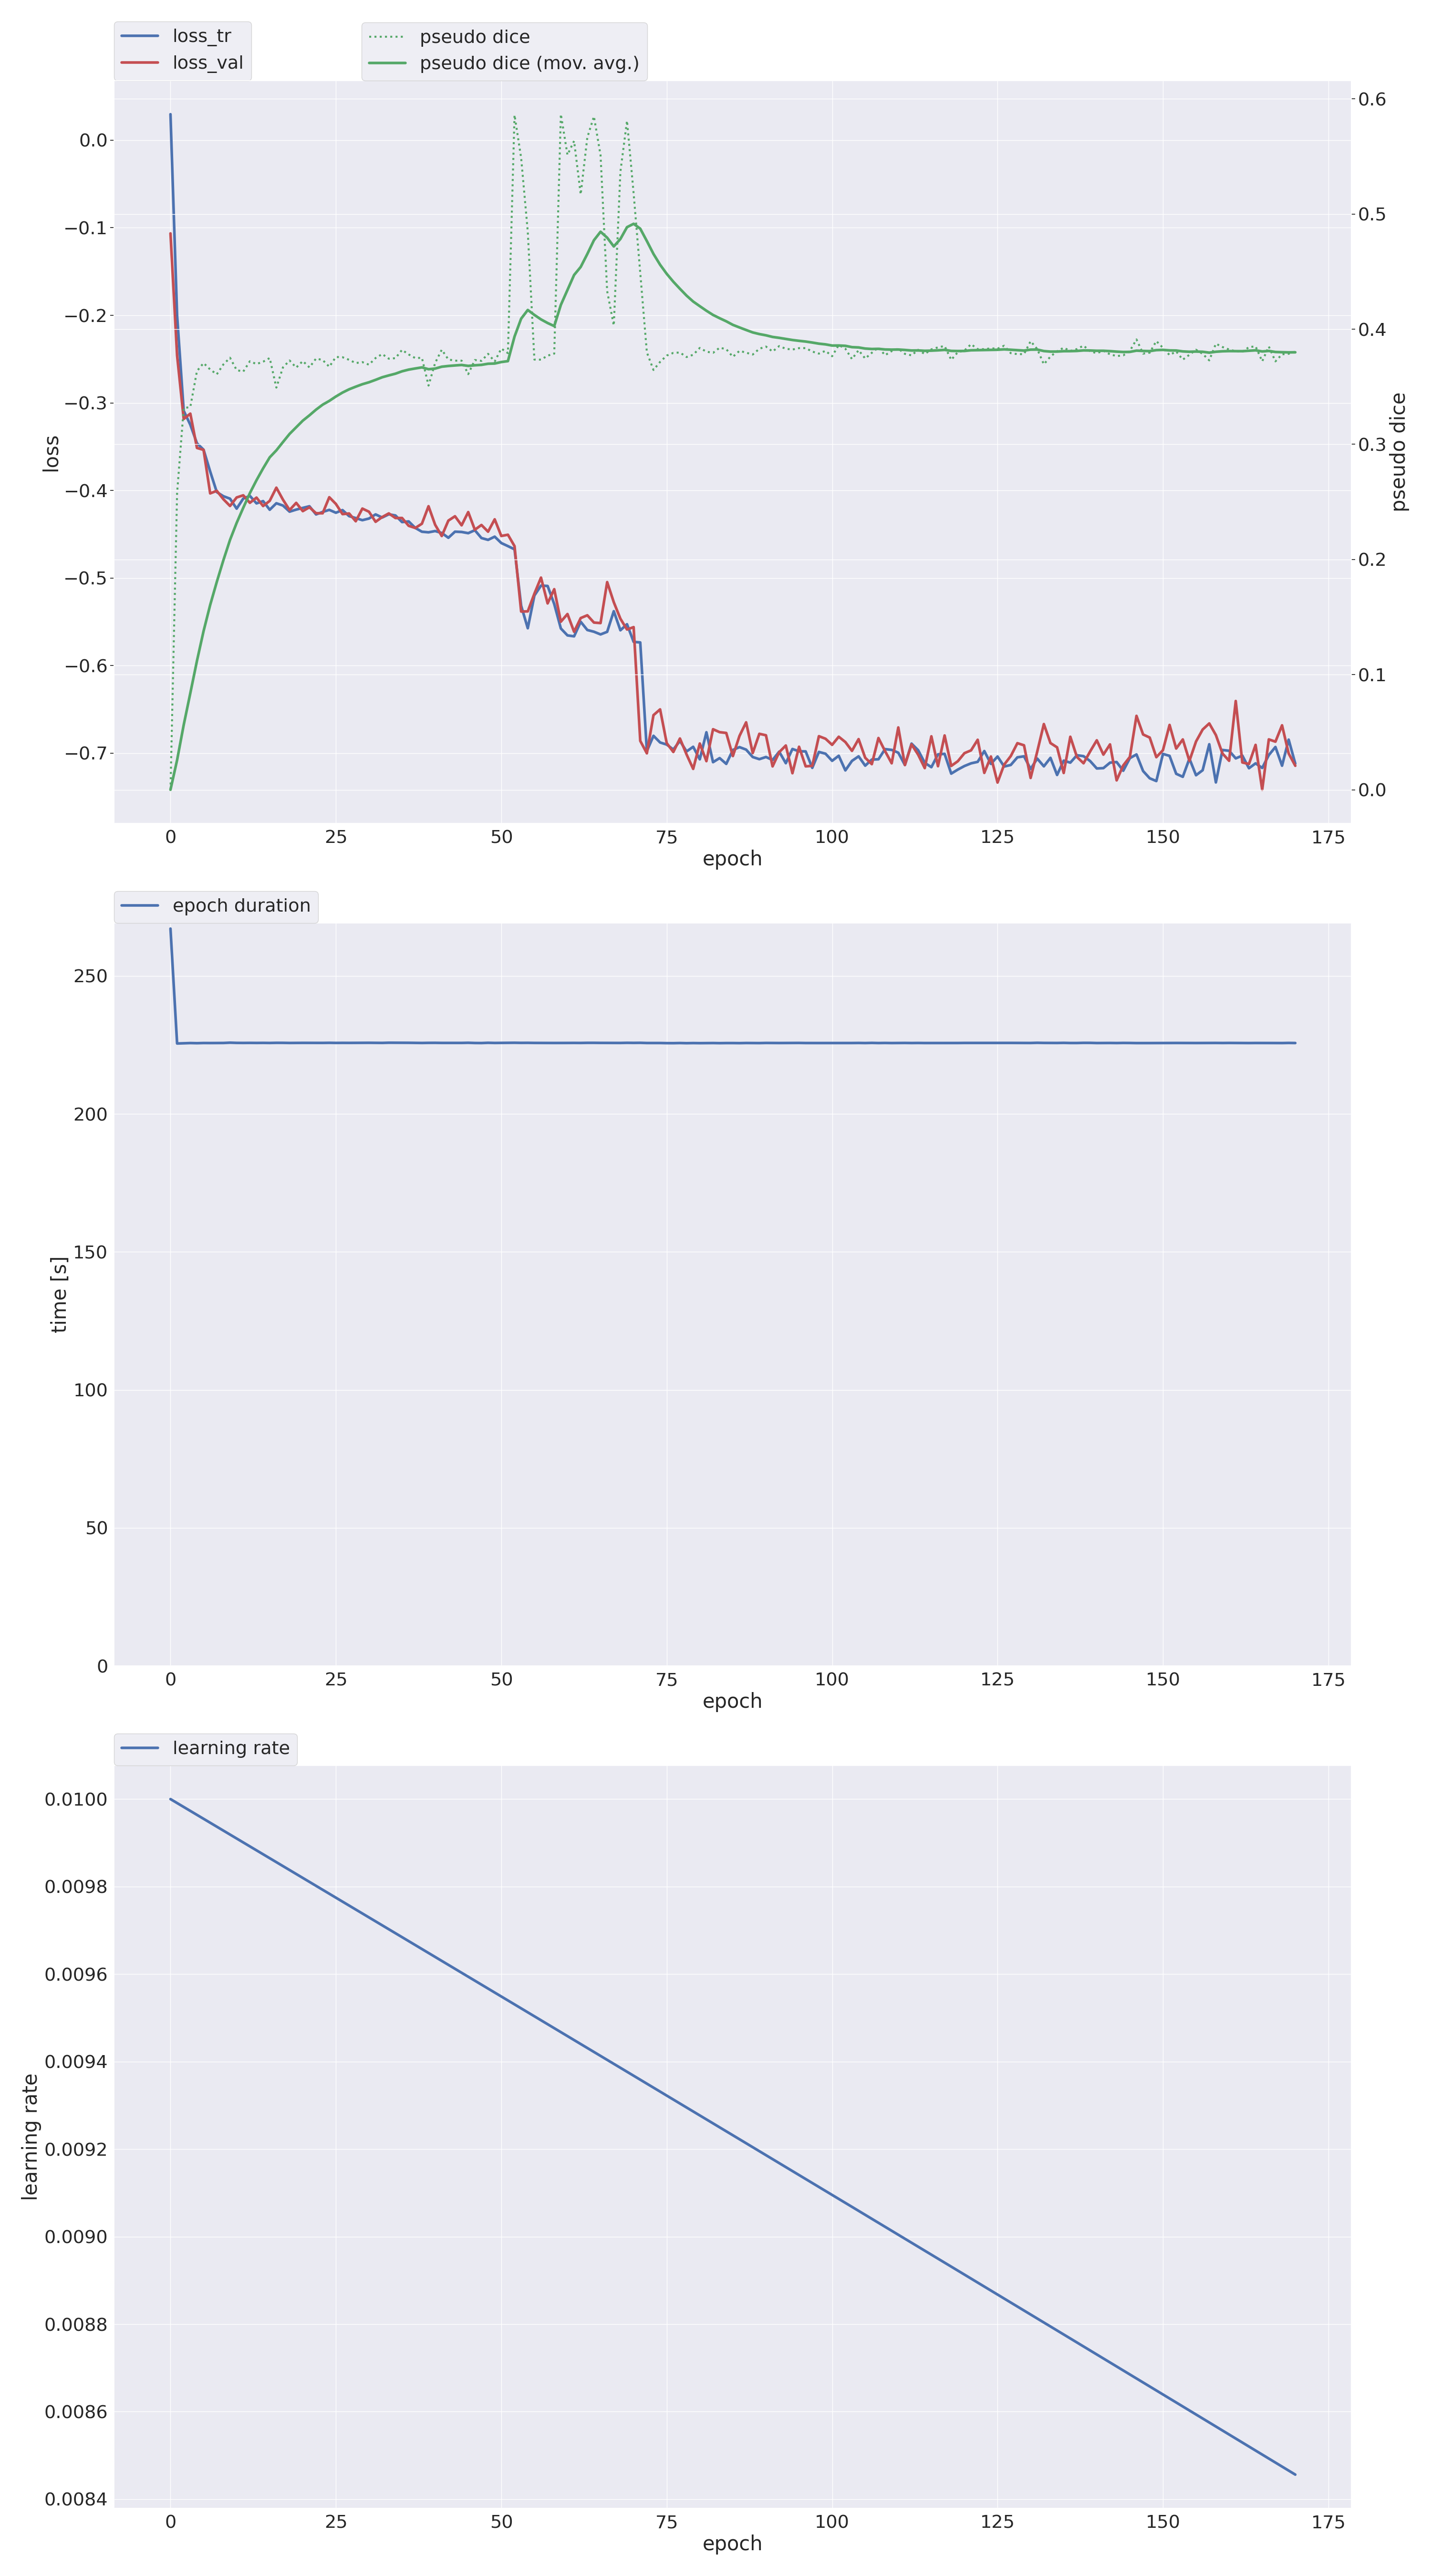 loss_tr
loss_val
pseudo dice
pseudo dice (mov. avg.)
0.0
−0.1
−0.2
−0.3
−0.4
−0.5
−0.6
−0.7
loss
0.6
0.5
0.4
0.3
0.2
0.1
0.0
pseudo dice
0 25 50 75 100 125 150 175
epoch
epoch duration
250
200
150
100
50
0
time [s]
0 25 50 75 100 125 150 175
epoch
learning rate
0.0100
0.0098
0.0096
0.0094
0.0092
0.0090
0.0088
0.0086
0.0084
learning rate
0 25 50 75 100 125 150 175
epoch